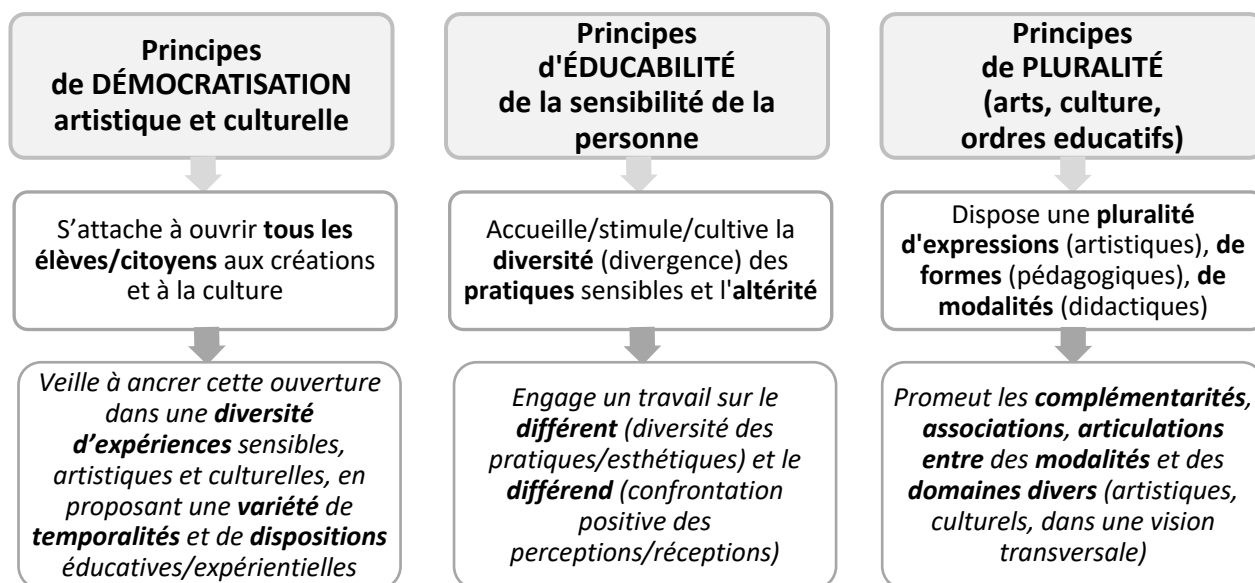 Principes
de DÉMOCRATISATION
artistique et culturelle
S’attache à ouvrir tous les
élèves/citoyens aux créations
et à la culture
Veille à ancrer cette ouverture
dans une diversité
d’expériences sensibles,
artistiques et culturelles, en
proposant une variété de
temporalités et de dispositions
éducatives/expérientielles
Principes
d'ÉDUCABILITÉ
de la sensibilité de la
personne
Accueille/stimule/cultive la
diversité (divergence) des
pratiques sensibles et l'altérité
Engage un travail sur le
différent (diversité des
pratiques/esthétiques) et le
différend (confrontation
positive des
perceptions/réceptions)
Principes
de PLURALITÉ
(arts, culture,
ordres educatifs)
Dispose une pluralité
d'expressions (artistiques), de
formes (pédagogiques), de
modalités (didactiques)
Promeut les complémentarités,
associations, articulations
entre des modalités et des
domaines divers (artistiques,
culturels, dans une vision
transversale)